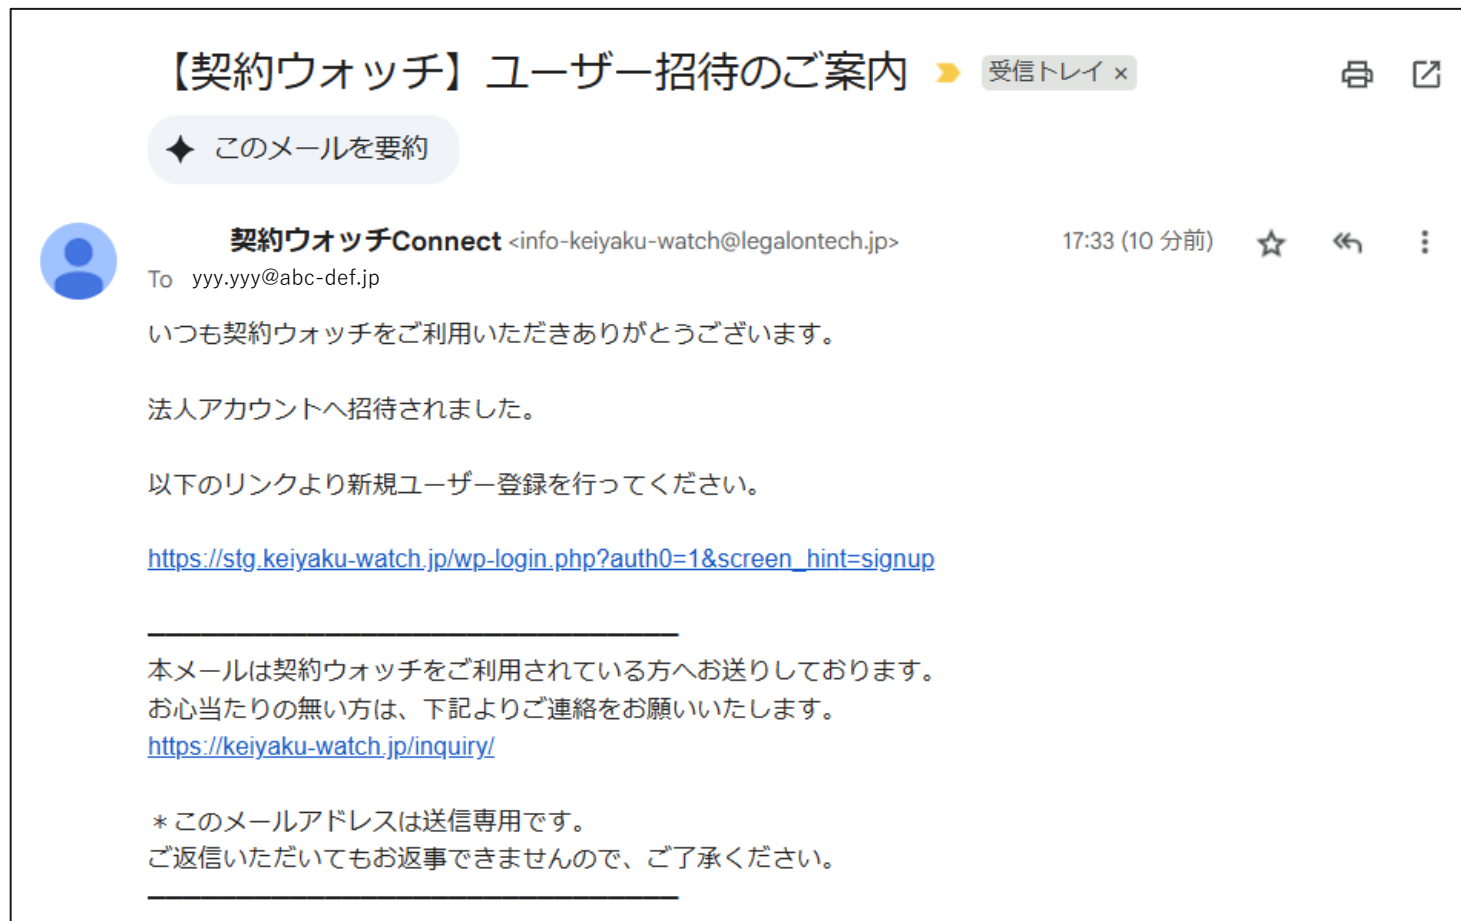 【契約ウォッチ】ユーザー招待のご案内 受信トレイ ×
このメールを要約
契約ウォッチConnect <info-keiyaku-watch@legalontech.jp> 17:33 (10 分前)
To yyy.yyy@abc-def.jp
いつも契約ウォッチをご利用いただきありがとうございます。
法人アカウントへ招待されました。
以下のリンクより新規ユーザー登録を行ってください。
https://stg.keiyaku-watch.jp/wp-login.php?auth0=1&screen_hint=signup
本メールは契約ウォッチをご利用されている方へお送りしております。
お心当たりの無い方は、下記よりご連絡をお願いいたします。
https://keiyaku-watch.jp/inquiry/
＊このメールアドレスは送信専用です。
ご返信いただいてもお返事できませんので、ご了承ください。